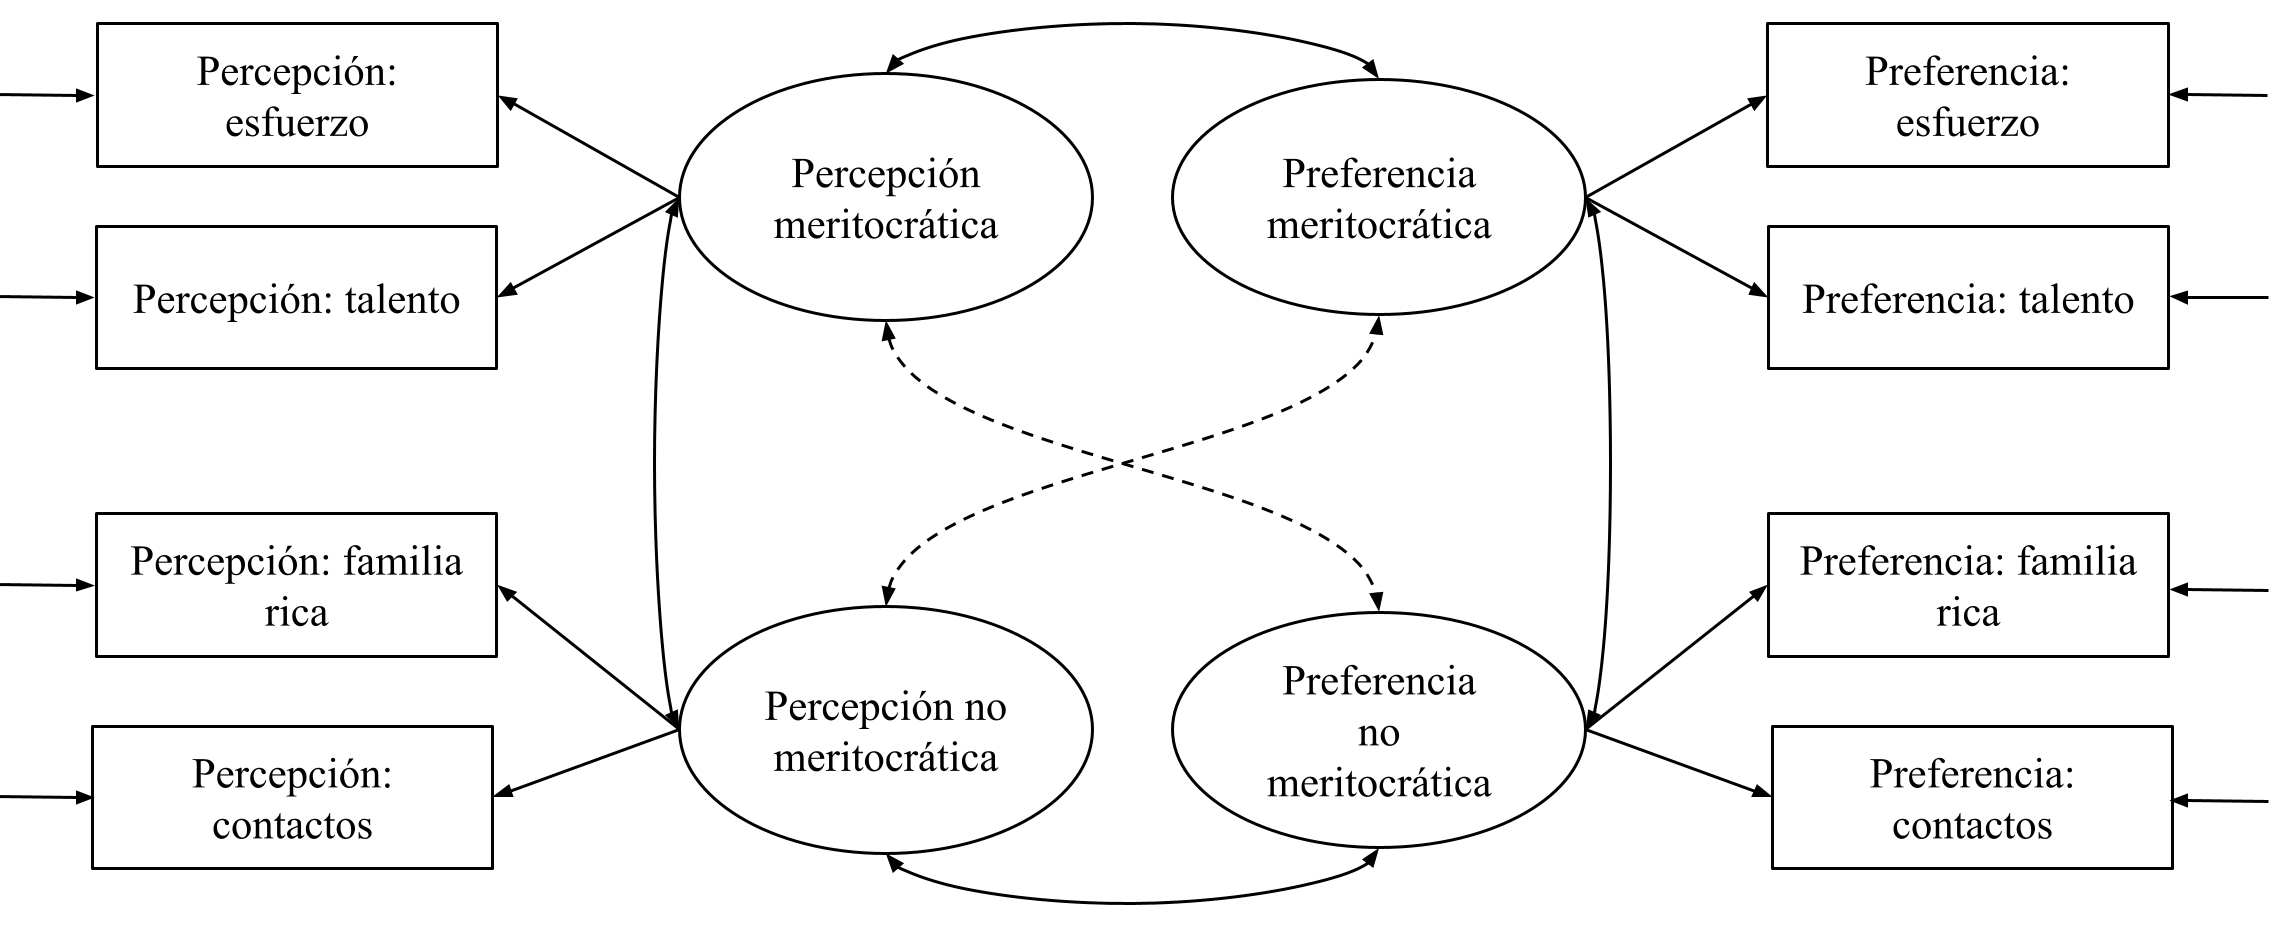 Percepción:
esfuerzo
Percepción: talento
Percepción: familia
rica
Percepción:
contactos
Percepción
meritocrática
Percepción no
meritocrática
Preferencia
meritocrática
Preferencia
no
meritocrática
Preferencia:
esfuerzo
Preferencia: talento
Preferencia: familia
rica
Preferencia:
contactos